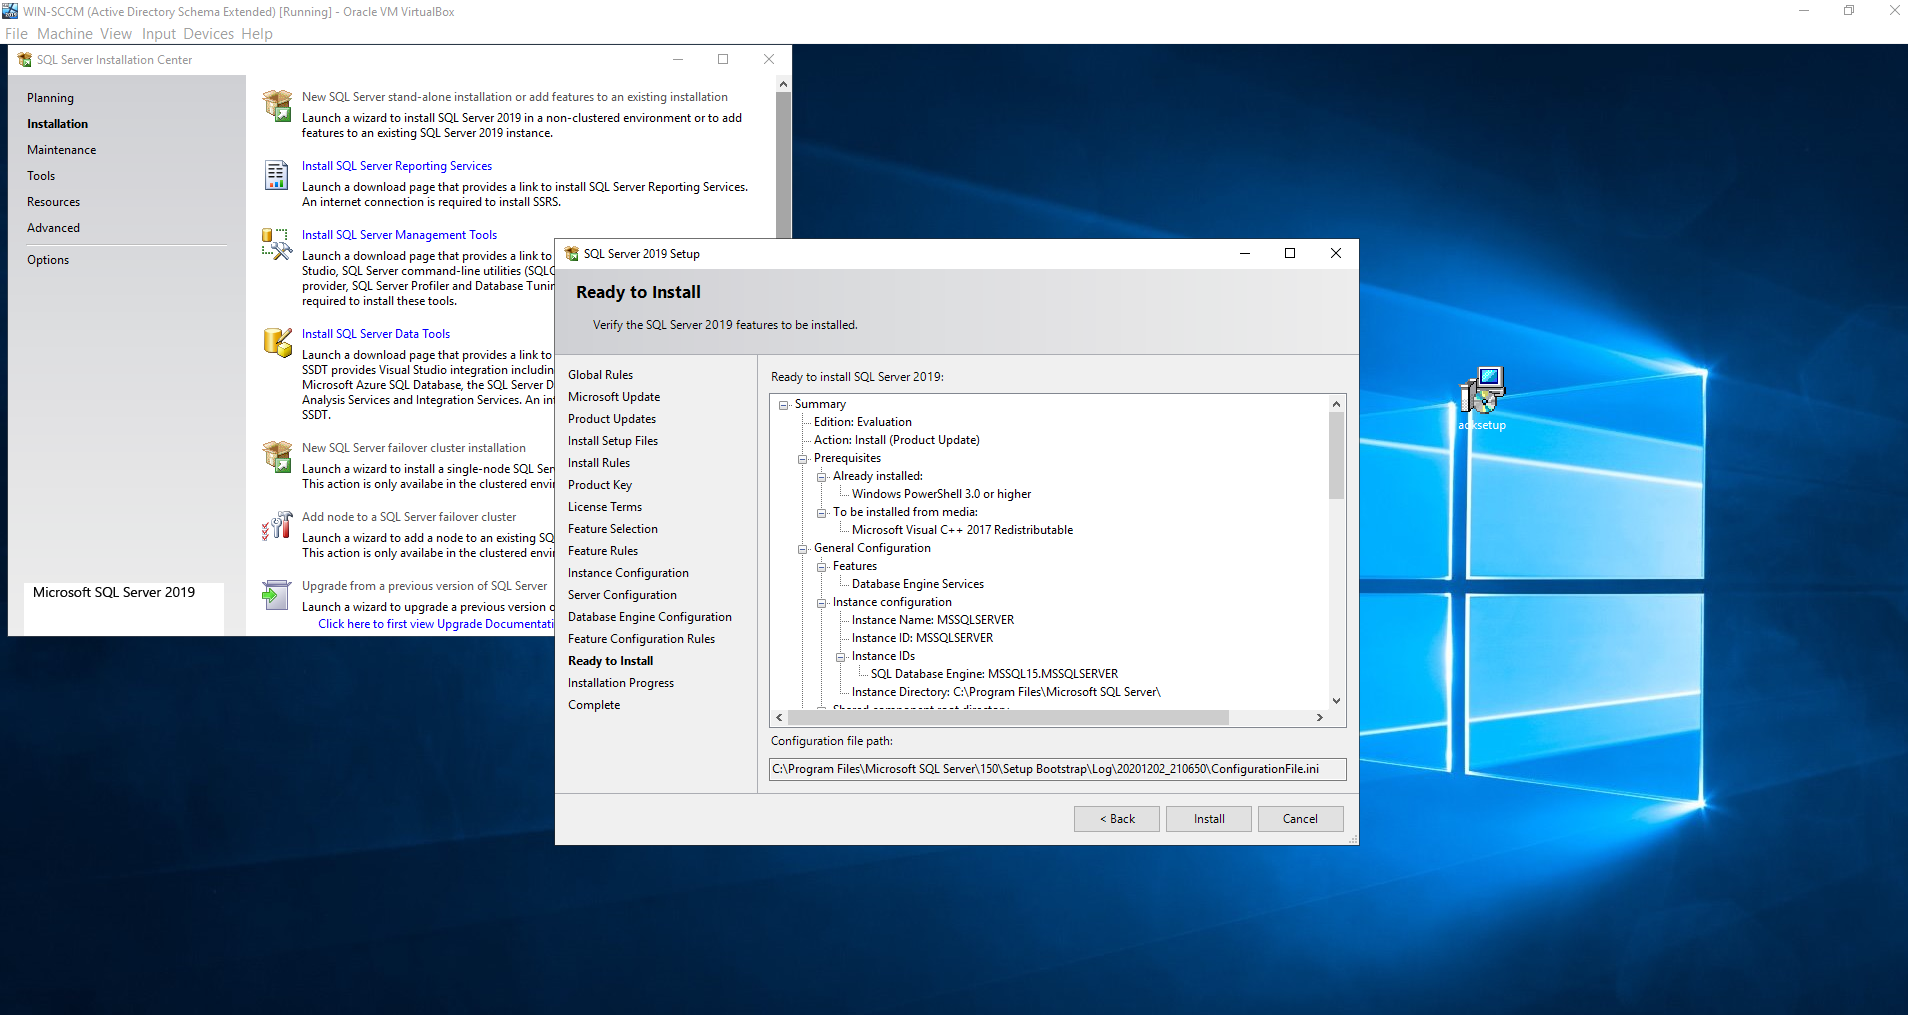 WIN-SCCM (Active Directory Schema Extended) [Running] - Oracle VM VirtualBox
File Machine View Input Devices Help
SQL Server Installation Center
Planning
Installation
Maintenance
Tools
Resources
Advanced
Options
Microsoft SQL Server 2019
New SQL Server stand-alone installation or add features to an existing installation
Launch a wizard to install SQL Server 2019 in a non-clustered environment or to add
features to an existing SQL Server 2019 instance.
Install SQL Server Reporting Services
Launch a download page that provides a link to install SQL Server Reporting Services.
An internet connection is required to install SSRS.
Install SQL Server Management Tools
Launch a download page that provides a link to
Studio, SQL Server command-line utilities (SQLC
provider, SQL Server Profiler and Database Tunin
required to install these tools.
Install SQL Server Data Tools
Launch a download page that provides a link to
SSDT provides Visual Studio integration includin
Microsoft Azure SQL Database, the SQL Server D
Analysis Services and Integration Services. An int
SSDT.
New SQL Server failover cluster installation
Launch a wizard to install a single-node SQL Ser
This action is only availabe in the clustered envi
Add node to a SQL Server failover cluster
Launch a wizard to add a node to an existing SQ
This action is only availabe in the clustered envi
Upgrade from a previous version of SQL Server
Launch a wizard to upgrade a previous version o
Click here to first view Upgrade Documentati
SQL Server 2019 Setup
Ready to Install
Verify the SQL Server 2019 features to be installed.
Global Rules
Microsoft Update
Product Updates
Install Setup Files
Install Rules
Product Key
License Terms
Feature Selection
Feature Rules
Instance Configuration
Server Configuration
Database Engine Configuration
Feature Configuration Rules
Ready to Install
Installation Progress
Complete
Ready to install SQL Server 2019:
Summary
Edition: Evaluation
Action: Install (Product Update)
Prerequisites
Already installed:
Windows PowerShell 3.0 or higher
To be installed from media:
Microsoft Visual C++ 2017 Redistributable
General Configuration
Features
Database Engine Services
Instance configuration
Instance Name: MSSQLSERVER
Instance ID: MSSQLSERVER
Instance IDs
SQL Database Engine: MSSQL15.MSSQLSERVER
Instance Directory: C:\Program Files\Microsoft SQL Server\
Shared component root directory
Configuration file path:
C:\Program Files\Microsoft SQL Server\150\Setup Bootstrap\Log\20201202_210650\ConfigurationFile.ini
< Back
Install
Cancel
adksetup